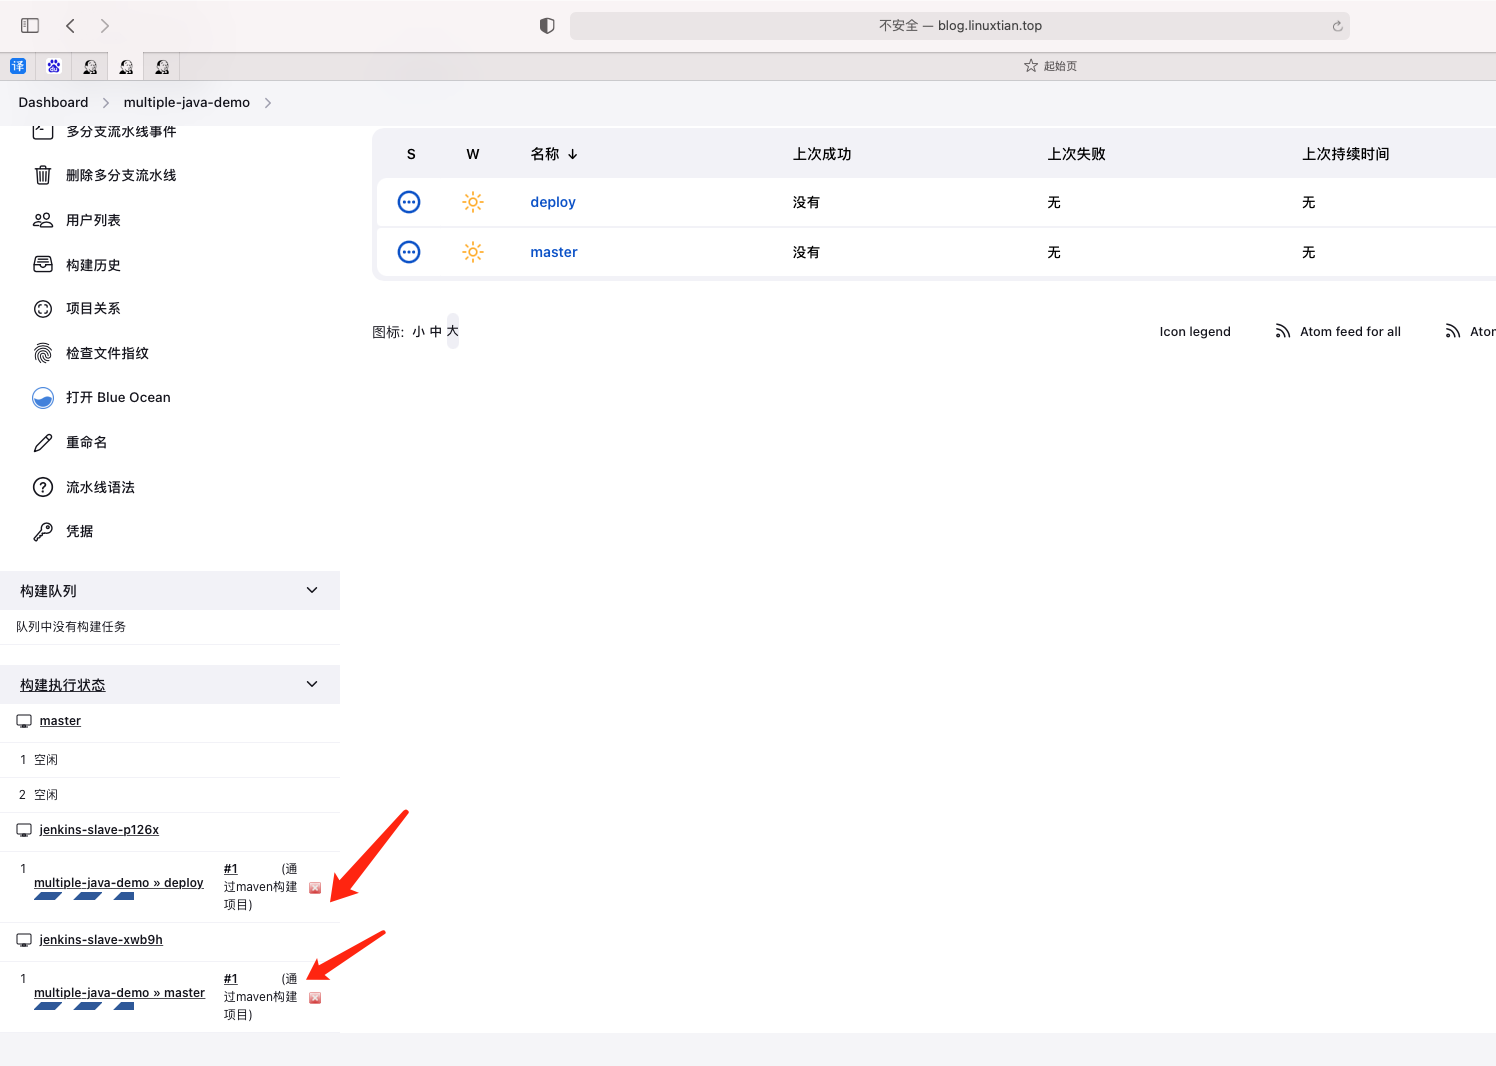 不安全 — blog.linuxtian.top
译
起始页
Dashboard
multiple-java-demo
多分支流水线事件
删除多分支流水线
用户列表
构建历史
项目关系
检查文件指纹
打开 Blue Ocean
重命名
流水线语法
凭据
构建队列
队列中没有构建任务
构建执行状态
master
1 空闲
2 空闲
jenkins-slave-p126x
1
multiple-java-demo » deploy
#1 (通
过maven构建
项目)
jenkins-slave-xwb9h
1
multiple-java-demo » master
#1 (通
过maven构建
项目)
S W 名称 ↓ 上次成功 上次失败 上次持续时间
deploy 没有 无 无
master 没有 无 无
图标: 小 中 大
Icon legend
Atom feed for all